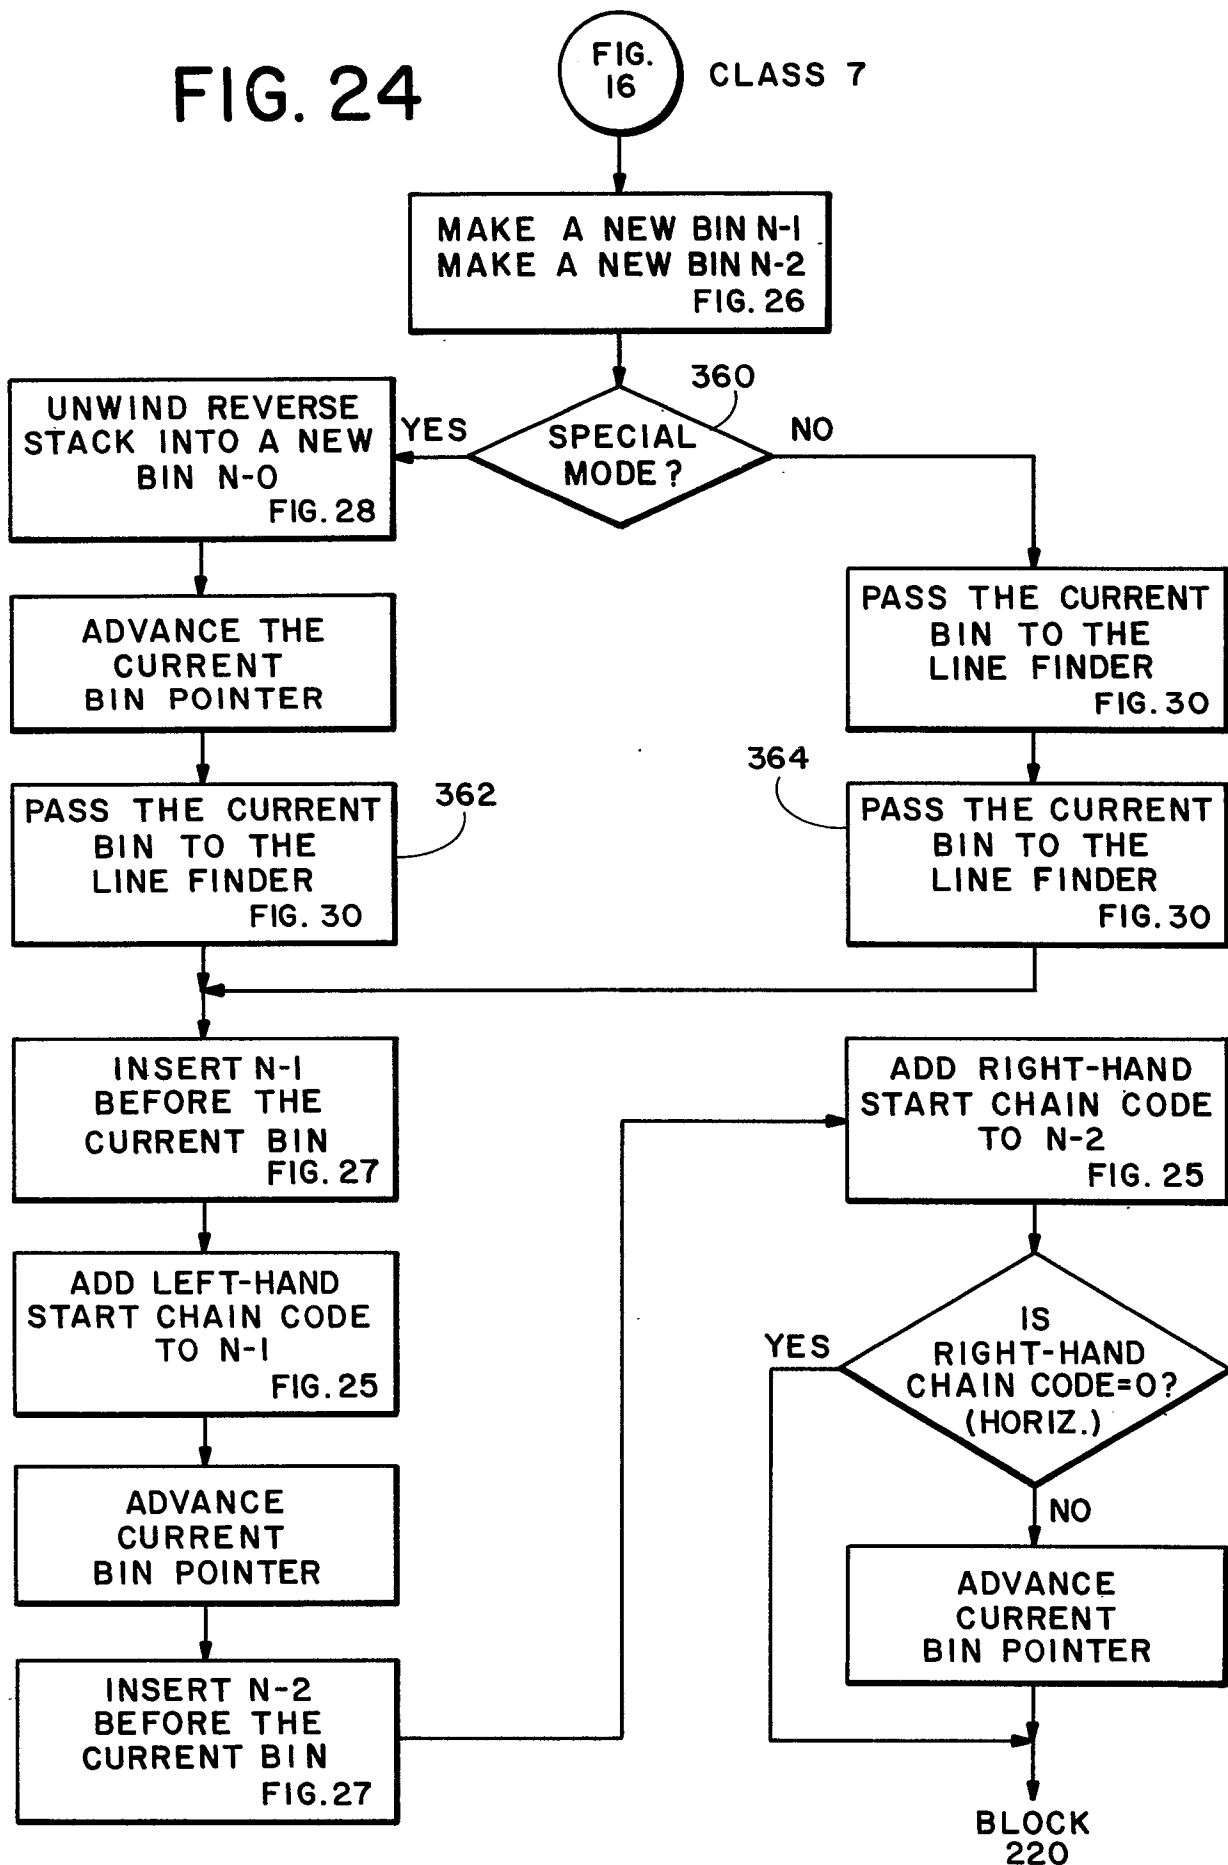 FIG. 24
FIG.
16
CLASS 7
MAKE A NEW BIN N-1
MAKE A NEW BIN N-2
FIG. 26
360
SPECIAL
MODE?
YES
NO
UNWIND REVERSE
STACK INTO A NEW
BIN N-0
FIG. 28
ADVANCE THE
CURRENT
BIN POINTER
PASS THE CURRENT
BIN TO THE
LINE FINDER
FIG. 30
362
PASS THE CURRENT
BIN TO THE
LINE FINDER
FIG. 30
364
PASS THE CURRENT
BIN TO THE
LINE FINDER
FIG. 30
INSERT N-1
BEFORE THE
CURRENT BIN
FIG. 27
ADD LEFT-HAND
START CHAIN CODE
TO N-1
FIG. 25
ADVANCE
CURRENT
BIN POINTER
INSERT N-2
BEFORE THE
CURRENT BIN
FIG. 27
ADD RIGHT-HAND
START CHAIN CODE
TO N-2
FIG. 25
IS
RIGHT-HAND
CHAIN CODE=0?
(HORIZ.)
YES
NO
ADVANCE
CURRENT
BIN POINTER
BLOCK
220